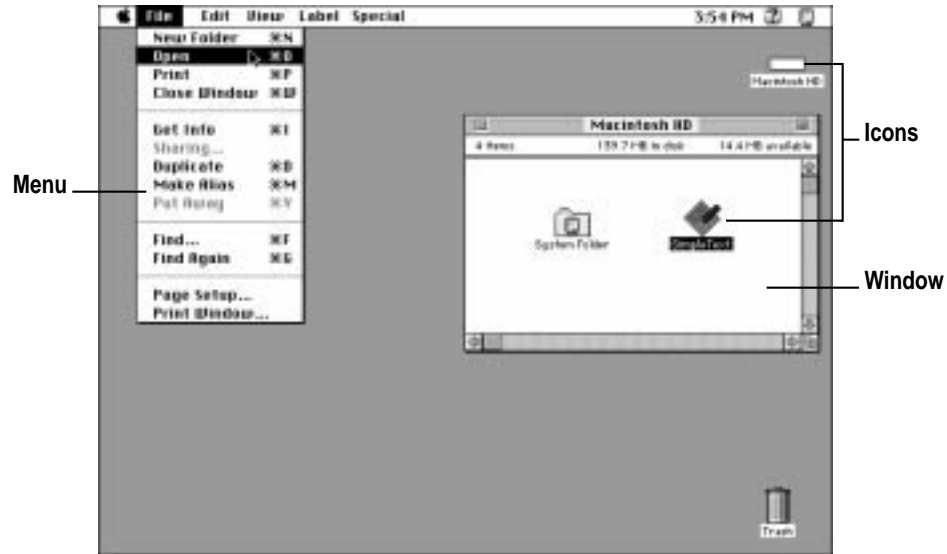 File Edit View Label Special 3:54 PM
New Folder ⌘N
Open ⌘O
Print ⌘P
Close Window ⌘W
Get Info ⌘I
Sharing...
Duplicate ⌘D
Make Alias ⌘M
Put Away ⌘Y
Find... ⌘F
Find Again ⌘G
Page Setup...
Print Window...
Menu
Macintosh HD
Macintosh HD
4 items 139.7 MB in disk 14.4 MB available
System Folder
SimpleText
Icons
Window
Trash